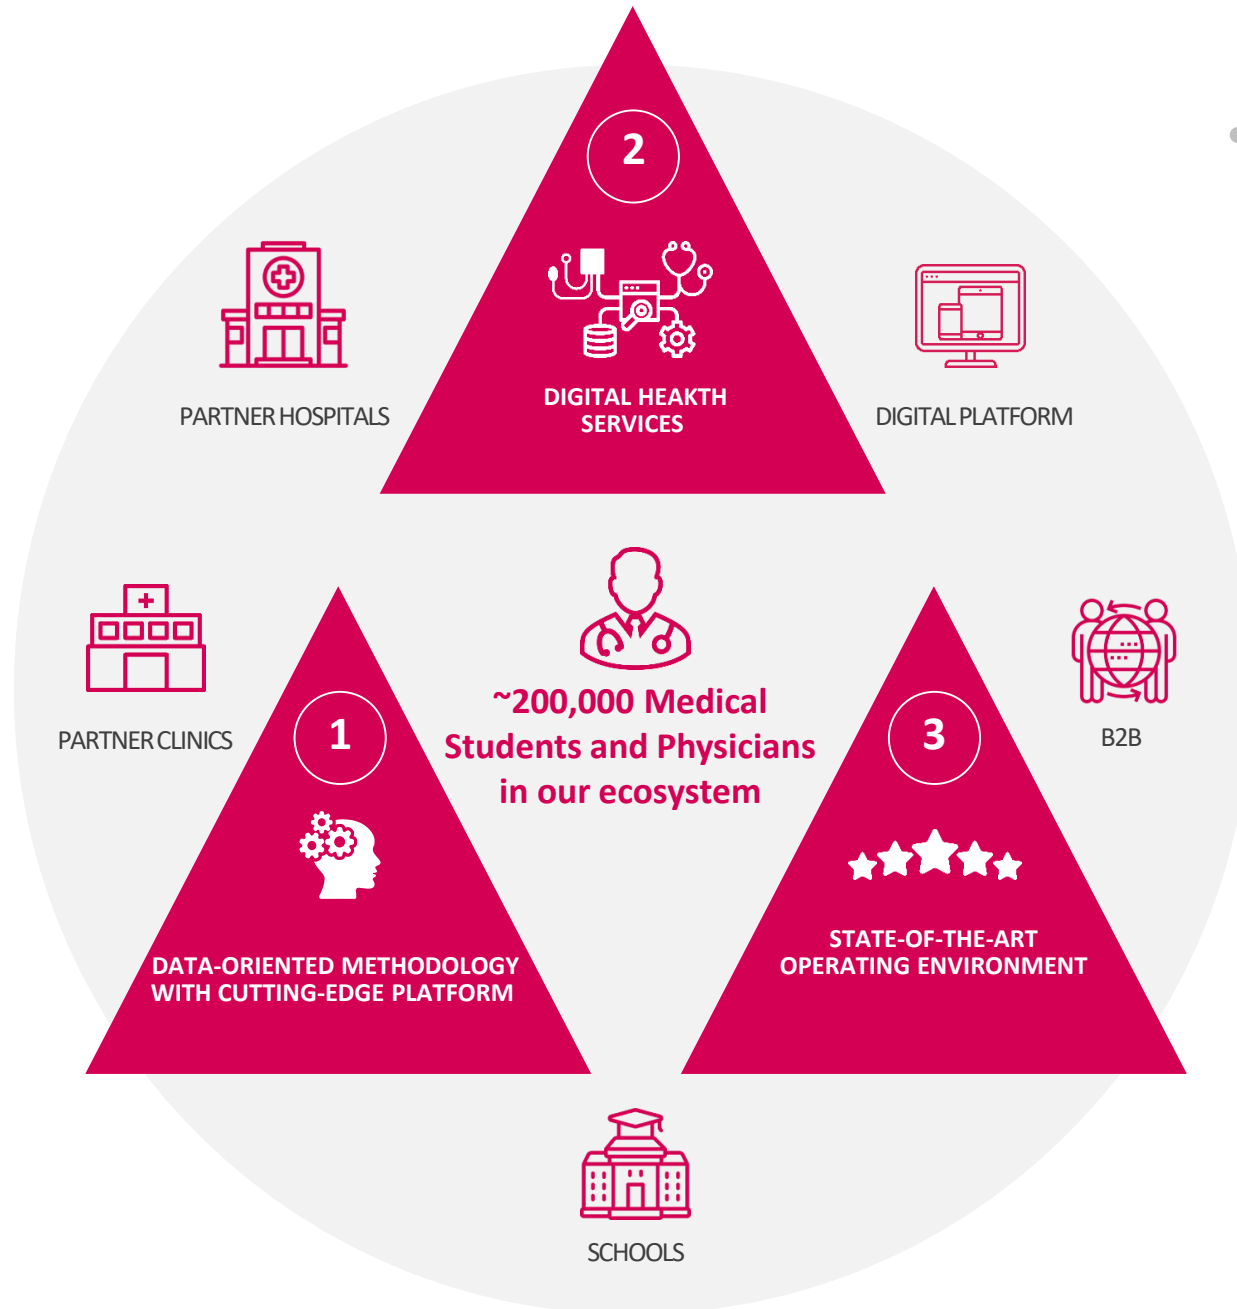 2
DIGITAL HEAKTH
SERVICES
PARTNER HOSPITALS
DIGITAL PLATFORM
~200,000 Medical
Students and Physicians
in our ecosystem
PARTNER CLINICS
1
DATA-ORIENTED METHODOLOGY
WITH CUTTING-EDGE PLATFORM
3
STATE-OF-THE-ART
OPERATING ENVIRONMENT
B2B
SCHOOLS